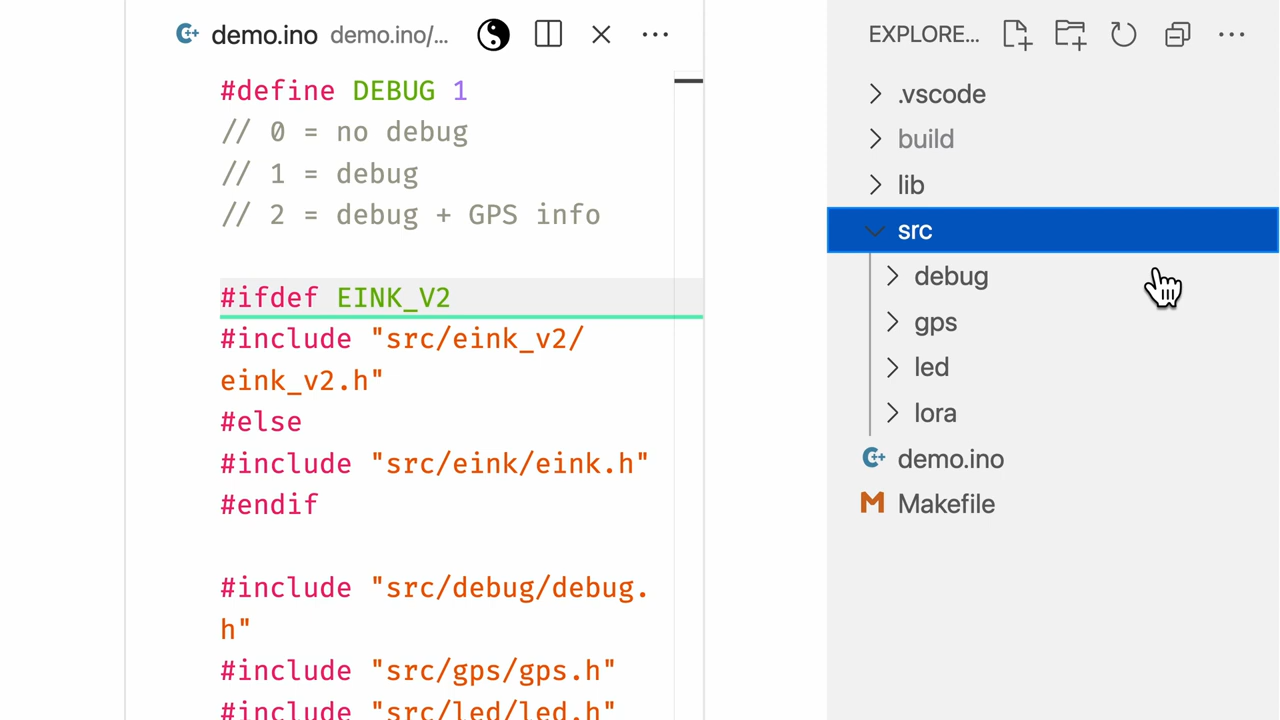 demo.ino demo.ino/...
#define DEBUG 1
// 0 = no debug
// 1 = debug
// 2 = debug + GPS info
#ifdef EINK_V2
#include "src/eink_v2/
eink_v2.h"
#else
#include "src/eink/eink.h"
#endif
#include "src/debug/debug.
h"
#include "src/gps/gps.h"
#include "src/led/led.h"
EXPLORE...
.vscode
build
lib
src
debug
gps
led
lora
demo.ino
M Makefile